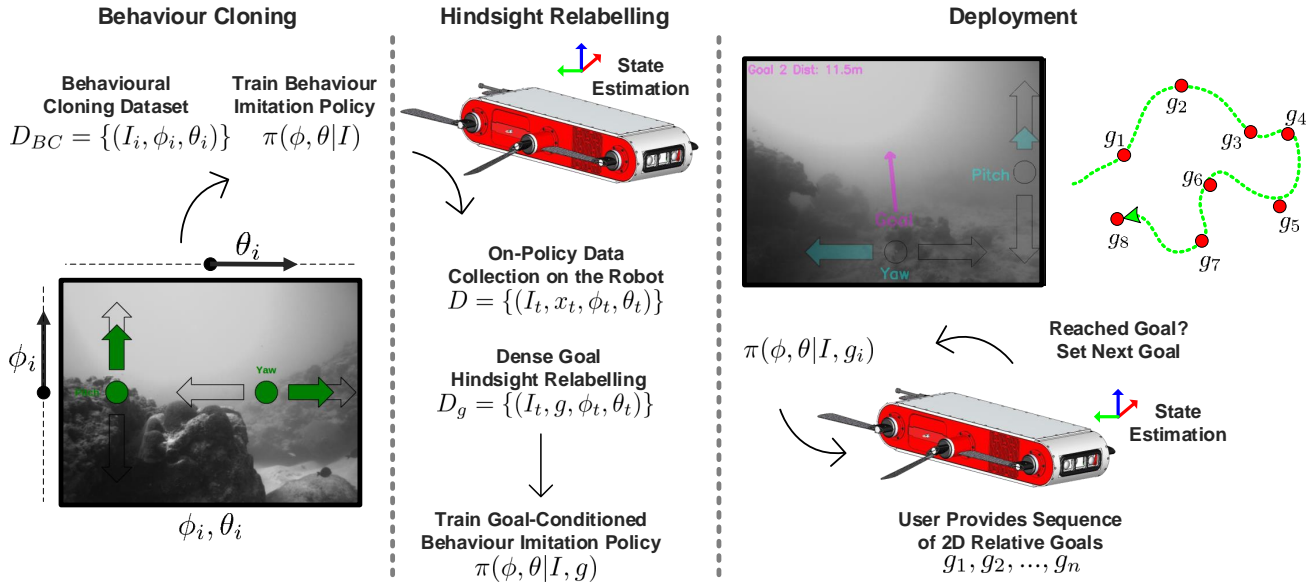 Behaviour Cloning
Behavioural
Cloning Dataset
D_{BC} = {(I_i, ϕ_i, θ_i)}
Train Behaviour
Imitation Policy
π(ϕ, θ|I)
θ_i
ϕ_i
Pitch
Yaw
ϕ_i, θ_i
Hindsight Relabelling
State
Estimation
On-Policy Data
Collection on the Robot
D = {(I_t, x_t, ϕ_t, θ_t)}
Dense Goal
Hindsight Relabelling
D_g = {(I_t, g, ϕ_t, θ_t)}
Train Goal-Conditioned
Behaviour Imitation Policy
π(ϕ, θ|I, g)
Deployment
Goal 2 Dist: 11.5m
Pitch
Goal
Yaw
g_1
g_2
g_3
g_4
g_5
g_6
g_7
g_8
π(ϕ, θ|I, g_i)
Reached Goal?
Set Next Goal
State
Estimation
User Provides Sequence
of 2D Relative Goals
g_1, g_2, ..., g_n